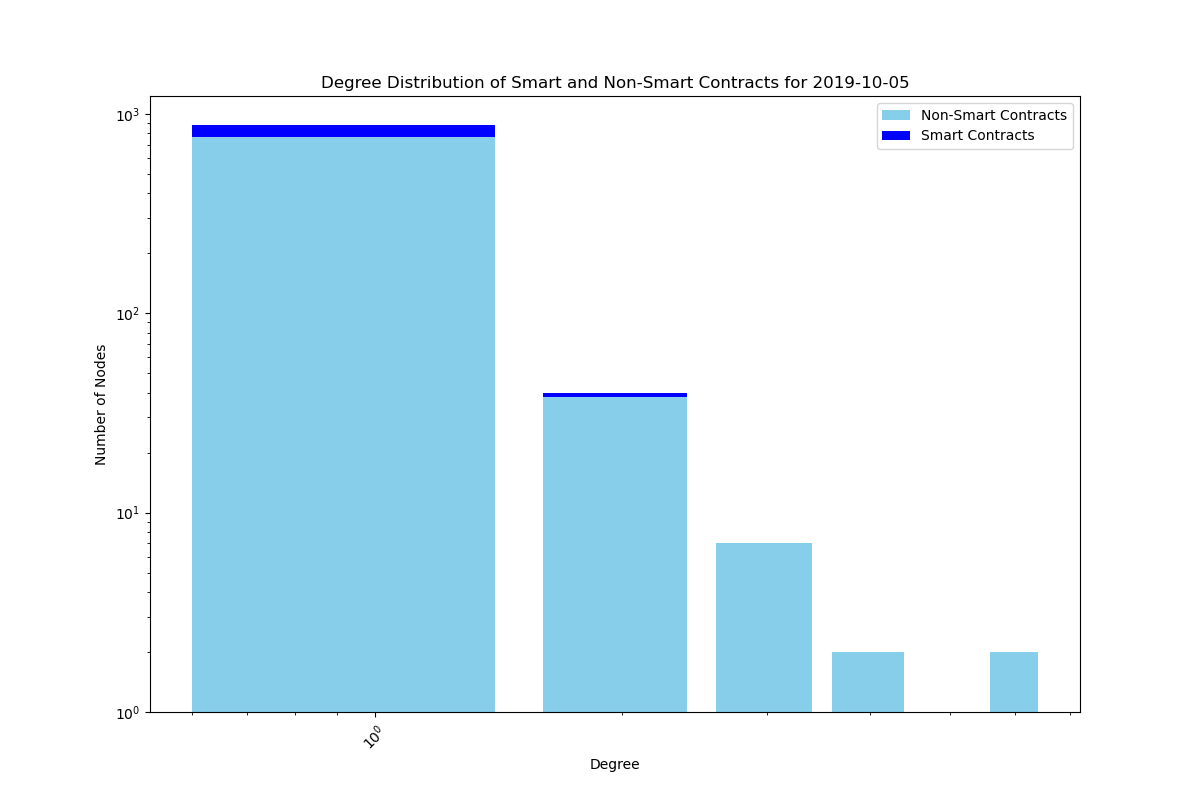 Degree Distribution of Smart and Non-Smart Contracts for 2019-10-05
Non-Smart Contracts
Smart Contracts
10³
10²
10¹
10⁰
Number of Nodes
10⁰
Degree